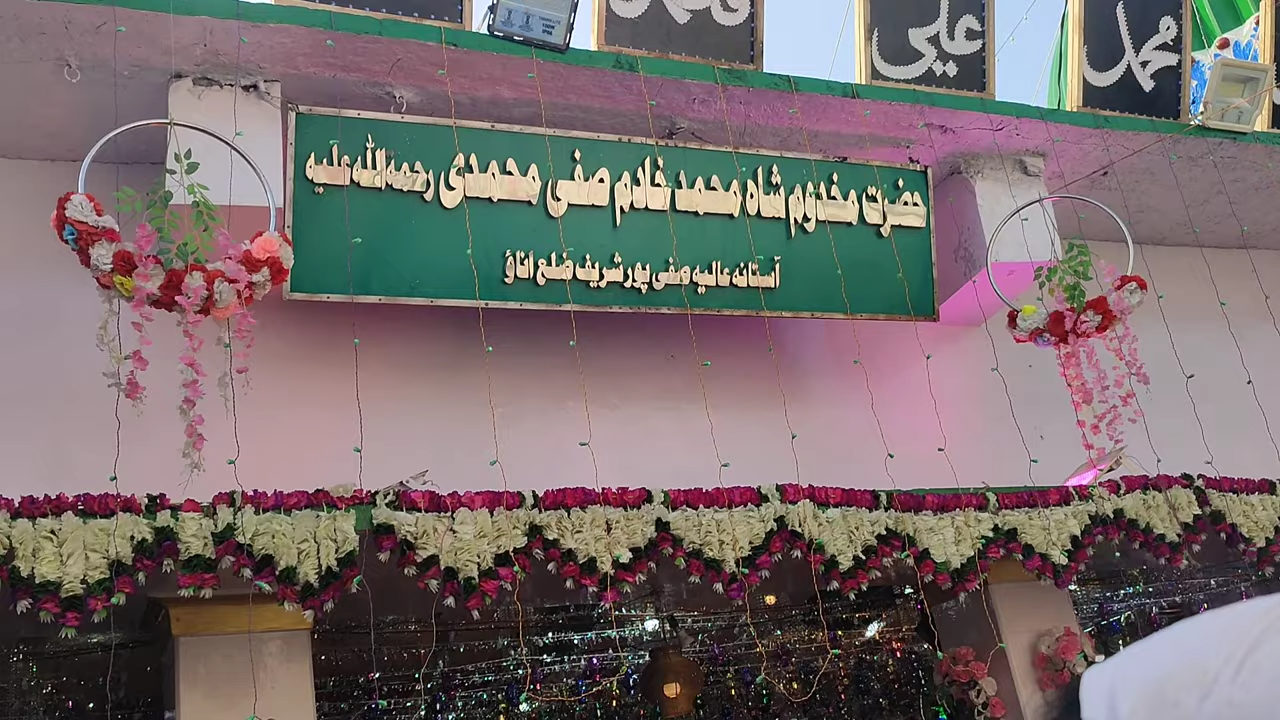 علی
محمد
حضرت مخدوم شاہ محمد خادم صفی محمدی رحمہ اللہ علیہ
آستانہ عالیہ صفی پور شریف ضلع اناؤ